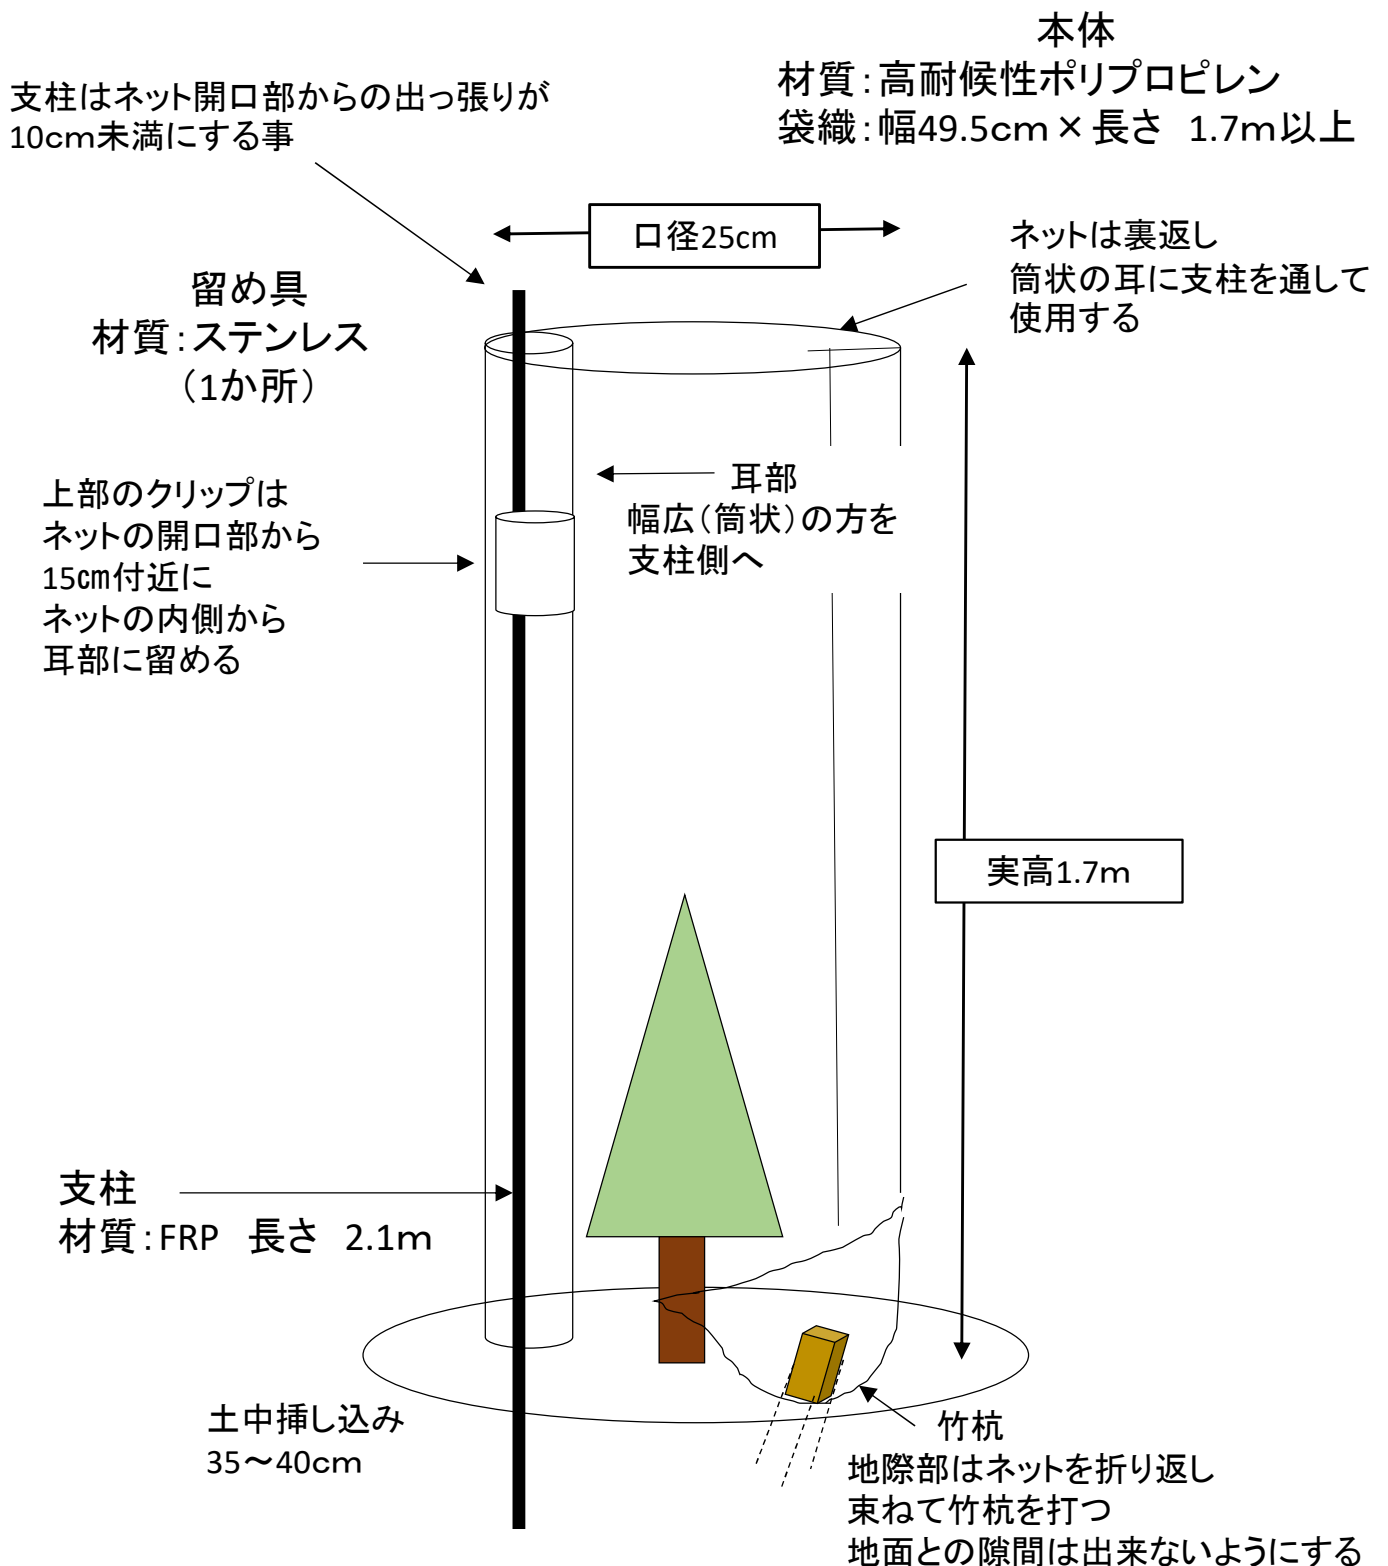 本体
材質：高耐候性ポリプロピレン
袋織：幅49.5cm×長さ 1.7m以上
支柱はネット開口部からの出っ張りが
10cm未満にする事
口径25cm
ネットは裏返し
筒状の耳に支柱を通して
使用する
留め具
材質：ステンレス
（1か所）
上部のクリップは
ネットの開口部から
15㎝付近に
ネットの内側から
耳部に留める
耳部
幅広（筒状）の方を
支柱側へ
実高1.7m
支柱
材質：FRP 長さ 2.1m
土中挿し込み
35～40cm
竹杭
地際部はネットを折り返し
束ねて竹杭を打つ
地面との隙間は出来ないようにする